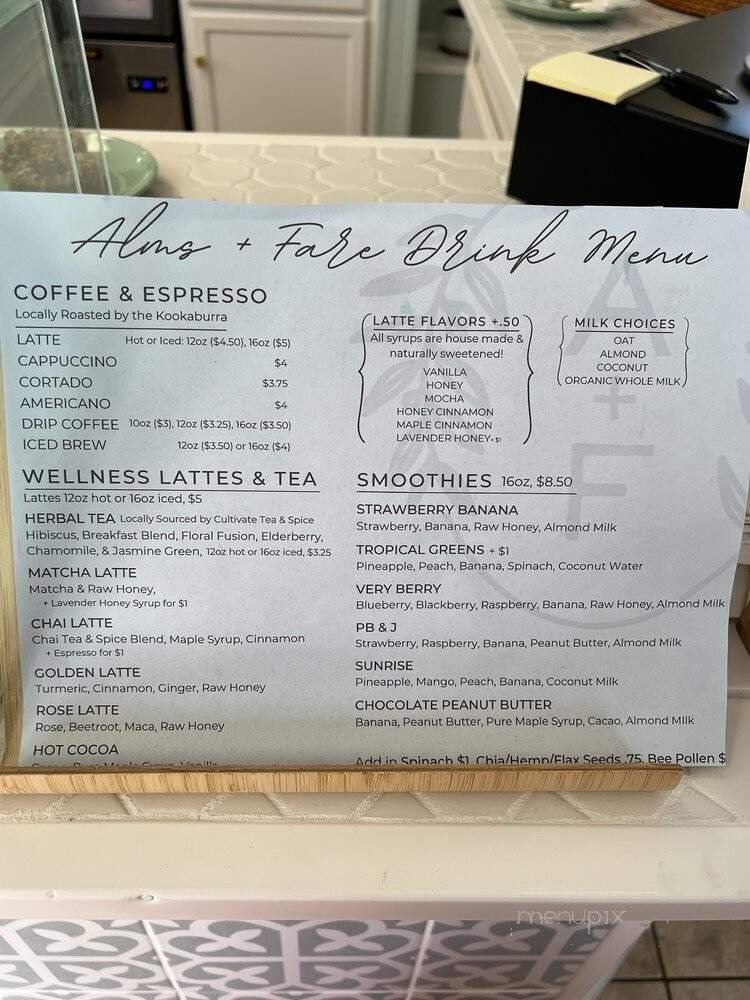 Alms + Fare Drink Menu
COFFEE & ESPRESSO
Locally Roasted by the Kookaburra
LATTE Hot or Iced: 12oz ($4.50), 16oz ($5)
CAPPUCCINO $4
CORTADO $3.75
AMERICANO $4
DRIP COFFEE 10oz ($3), 12oz ($3.25), 16oz ($3.50)
ICED BREW 12oz ($3.50) or 16oz ($4)
LATTE FLAVORS +.50
All syrups are house made &
naturally sweetened!
VANILLA
HONEY
MOCHA
HONEY CINNAMON
MAPLE CINNAMON
LAVENDER HONEY+ $1
MILK CHOICES
OAT
ALMOND
COCONUT
ORGANIC WHOLE MILK
A
+
F
WELLNESS LATTES & TEA
Lattes 12oz hot or 16oz iced, $5
HERBAL TEA Locally Sourced by Cultivate Tea & Spice
Hibiscus, Breakfast Blend, Floral Fusion, Elderberry,
Chamomile, & Jasmine Green, 12oz hot or 16oz iced, $3.25
MATCHA LATTE
Matcha & Raw Honey,
+ Lavender Honey Syrup for $1
CHAI LATTE
Chai Tea & Spice Blend, Maple Syrup, Cinnamon
+ Espresso for $1
GOLDEN LATTE
Turmeric, Cinnamon, Ginger, Raw Honey
ROSE LATTE
Rose, Beetroot, Maca, Raw Honey
HOT COCOA
Pure Maple Syrup, Vanilla
SMOOTHIES 16oz, $8.50
STRAWBERRY BANANA
Strawberry, Banana, Raw Honey, Almond Milk
TROPICAL GREENS + $1
Pineapple, Peach, Banana, Spinach, Coconut Water
VERY BERRY
Blueberry, Blackberry, Raspberry, Banana, Raw Honey, Almond Milk
PB & J
Strawberry, Raspberry, Banana, Peanut Butter, Almond Milk
SUNRISE
Pineapple, Mango, Peach, Banana, Coconut Milk
CHOCOLATE PEANUT BUTTER
Banana, Peanut Butter, Pure Maple Syrup, Cacao, Almond MIlk
Add in Spinach $1, Chia/Hemp/Flax Seeds .75, Bee Pollen $
menupix